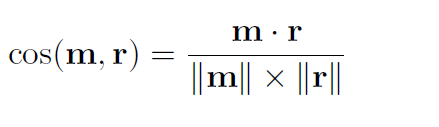 cos(m, r) = m · r / ‖m‖ × ‖r‖